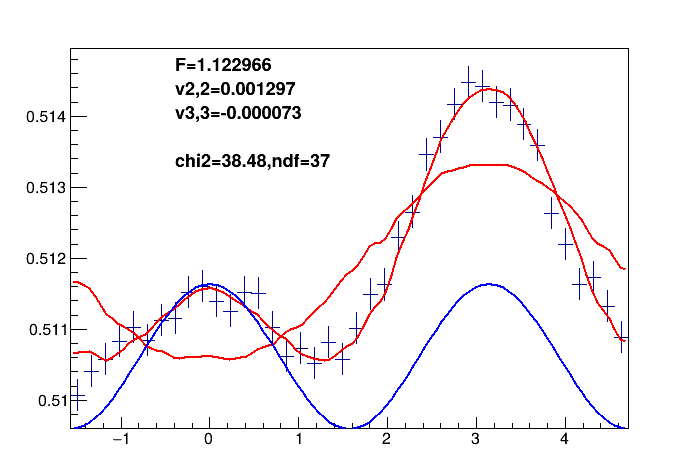 F=1.122966
v2,2=0.001297
v3,3=-0.000073
chi2=38.48,ndf=37
0.514
0.513
0.512
0.511
0.51
−1 0 1 2 3 4